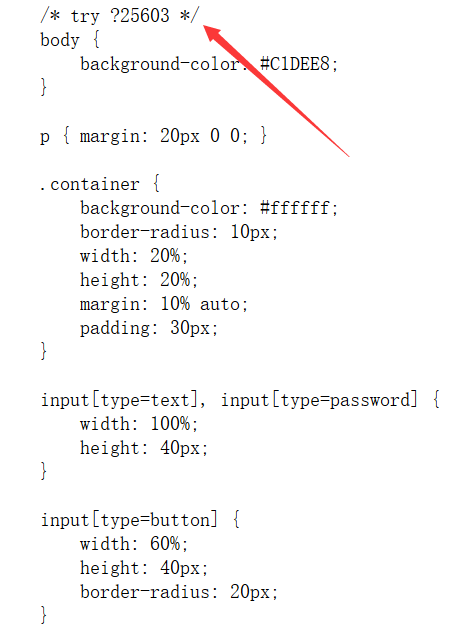 /* try ?25603 */
body {
    background-color: #C1DEE8;
}
p { margin: 20px 0 0; }
.container {
    background-color: #ffffff;
    border-radius: 10px;
    width: 20%;
    height: 20%;
    margin: 10% auto;
    padding: 30px;
}
input[type=text], input[type=password] {
    width: 100%;
    height: 40px;
}
input[type=button] {
    width: 60%;
    height: 40px;
    border-radius: 20px;
}